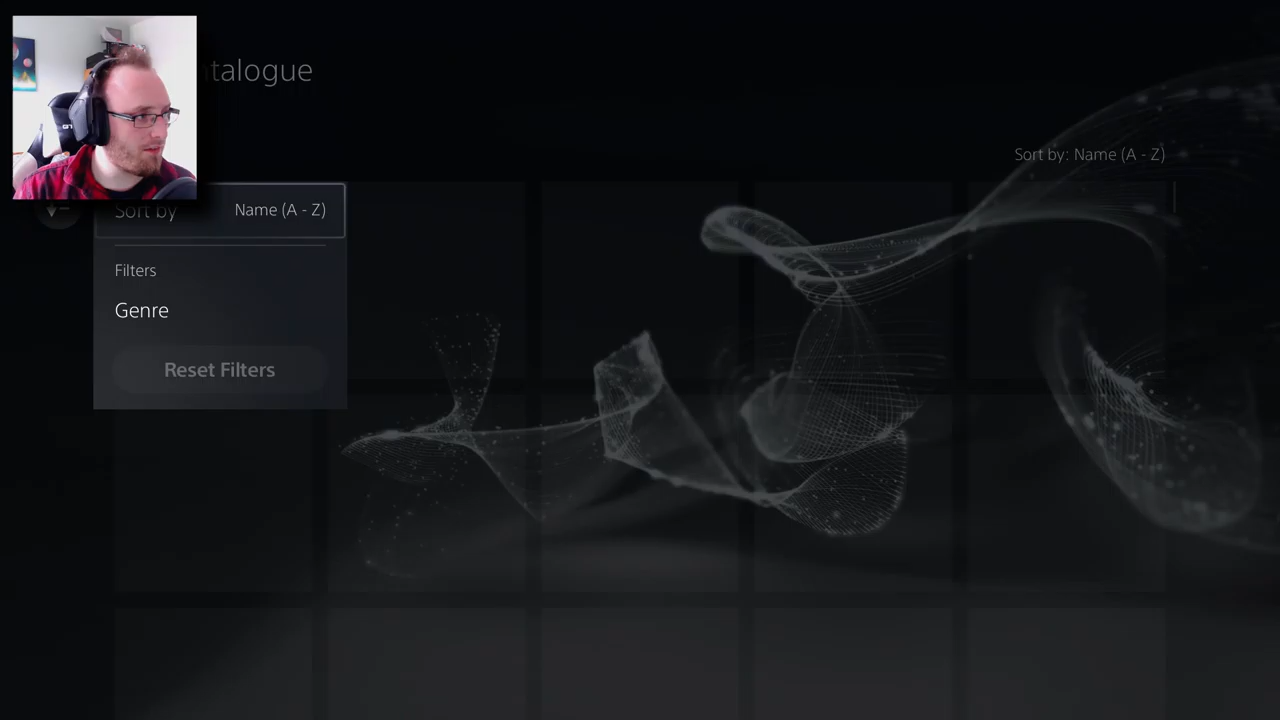 talogue
Sort by: Name (A - Z)
Sort by Name (A - Z)
Filters
Genre
Reset Filters